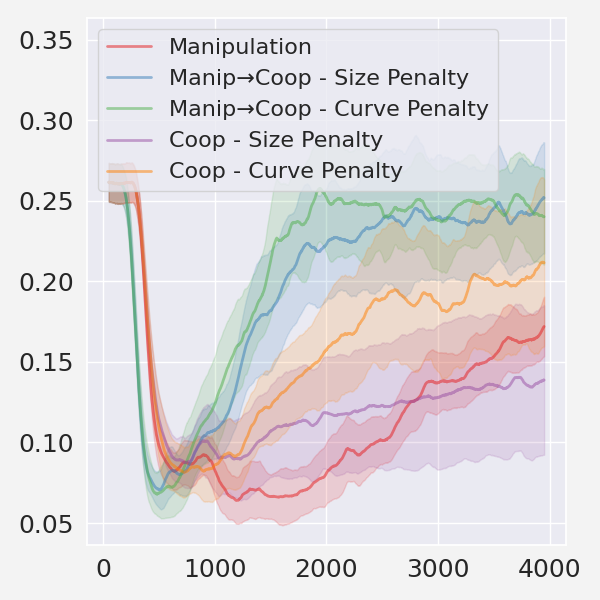 0.35
Manipulation
Manip→Coop - Size Penalty
0.30
Manip→Coop - Curve Penalty
Coop - Size Penalty
Coop - Curve Penalty
0.25
0.20
0.15
0.10
0.05
0 1000 2000 3000 4000